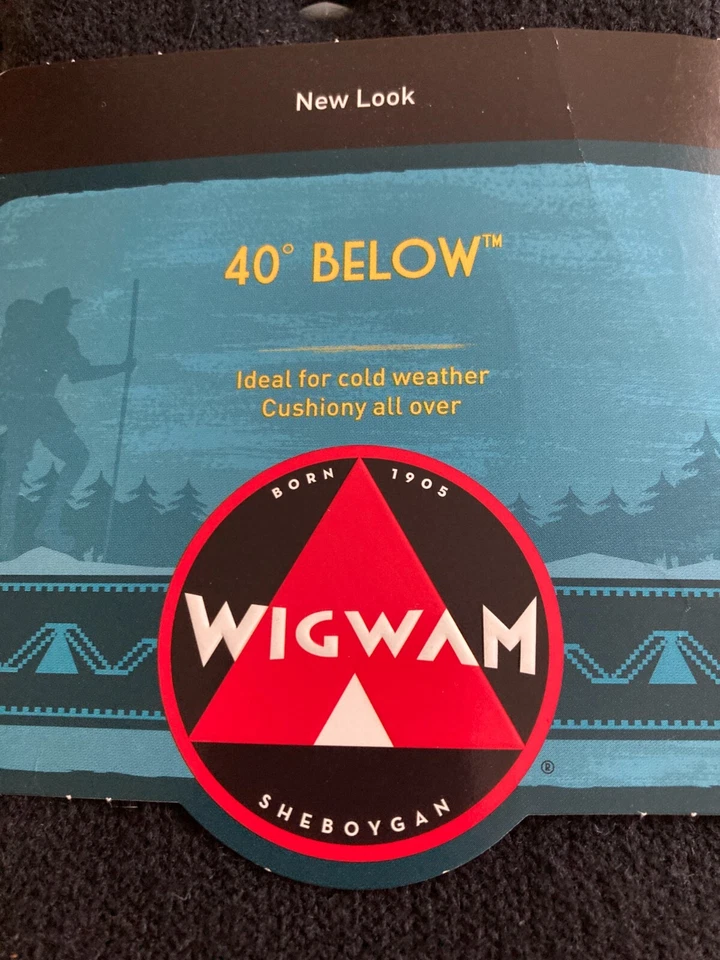 New Look
40° BELOW™
Ideal for cold weather
Cushiony all over
BORN 1905
WIGWAM
SHEBOYGAN
®